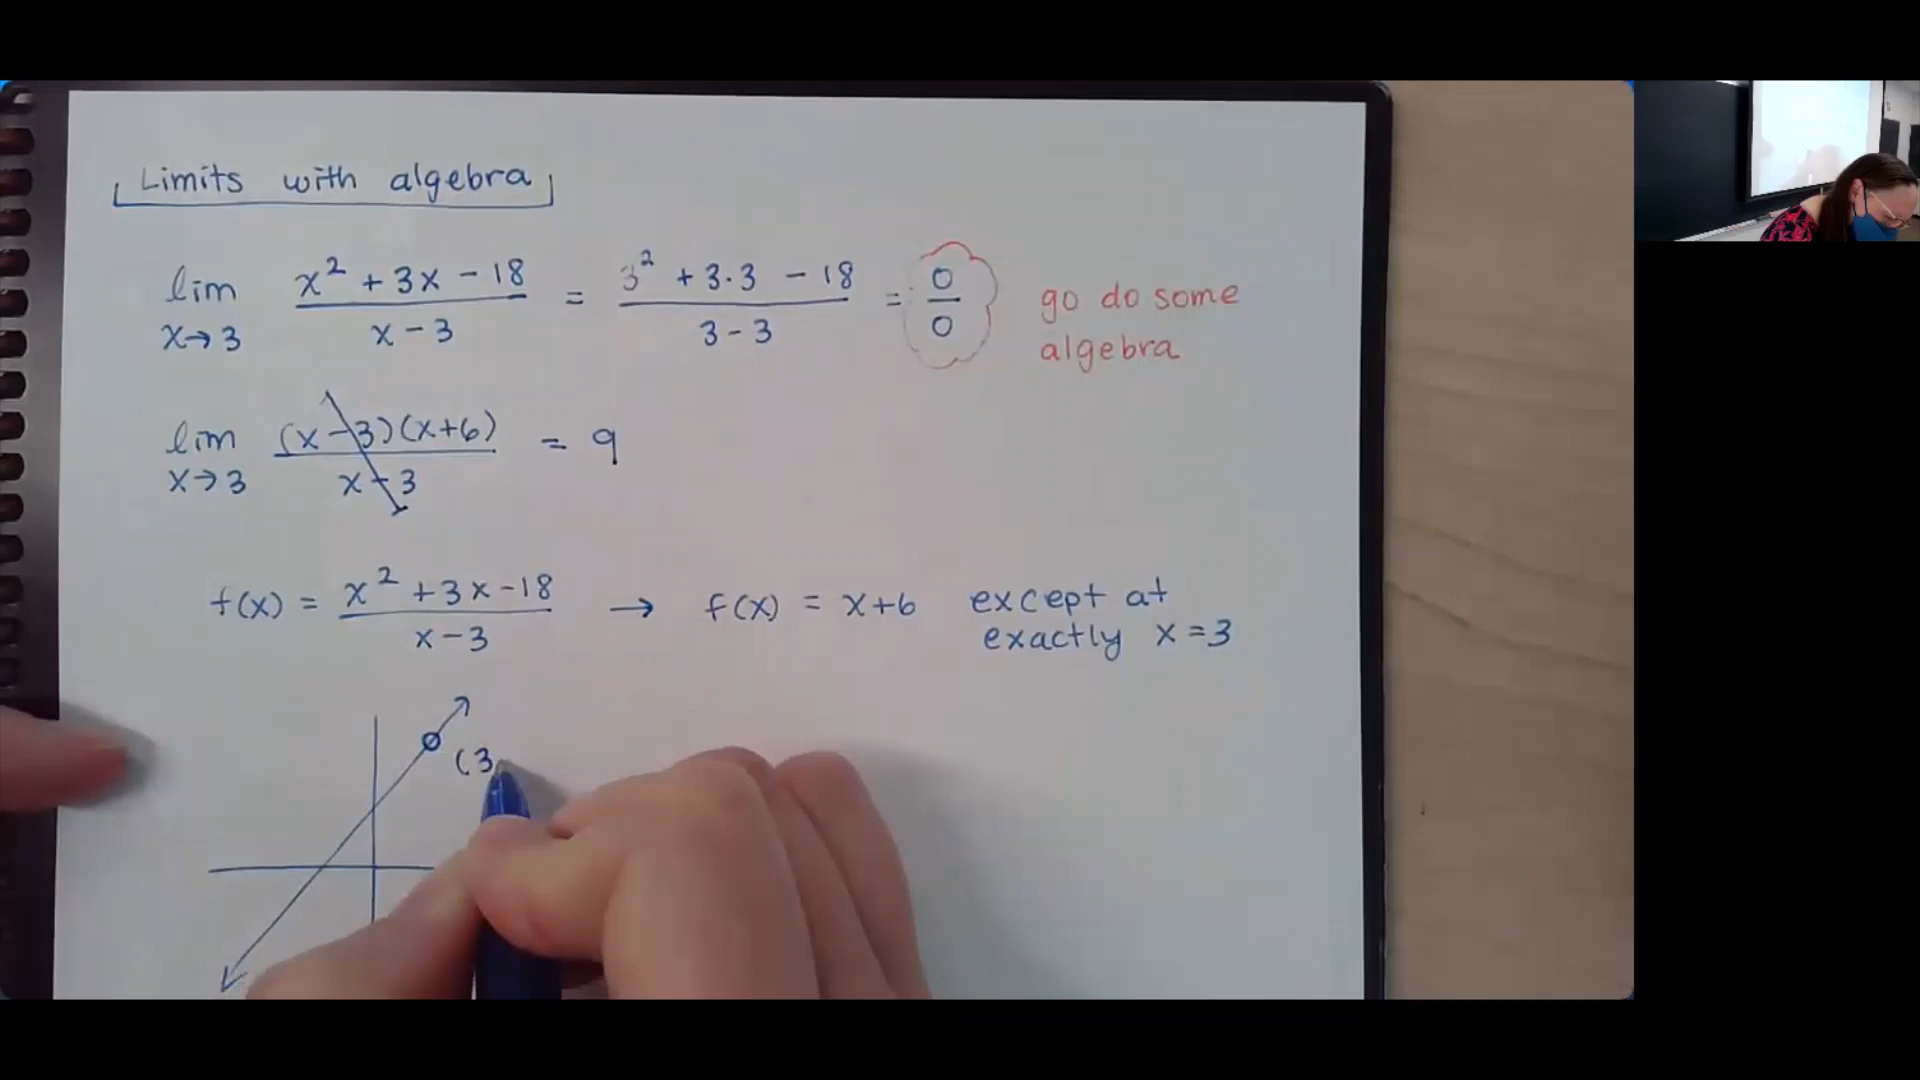 Limits with algebra
lim x→3 (x² + 3x - 18)/(x - 3) = (3² + 3·3 - 18)/(3 - 3) = 0/0 go do some
algebra
lim x→3 (x-3)(x+6)/(x-3) = 9
f(x) = (x² + 3x - 18)/(x - 3) → f(x) = x+6 except at
exactly x = 3
(3,